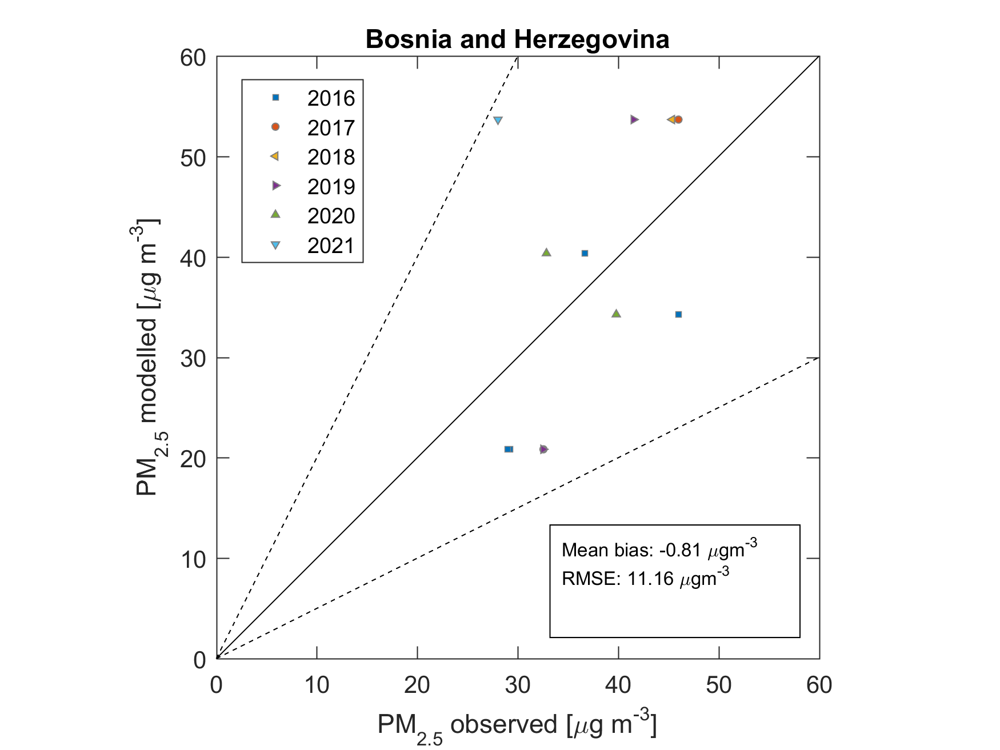 Bosnia and Herzegovina
60
50
40
30
20
10
0
0 10 20 30 40 50 60
PM2.5 modelled [μg m-3]
PM2.5 observed [μg m-3]
2016
2017
2018
2019
2020
2021
Mean bias: -0.81 μgm-3
RMSE: 11.16 μgm-3